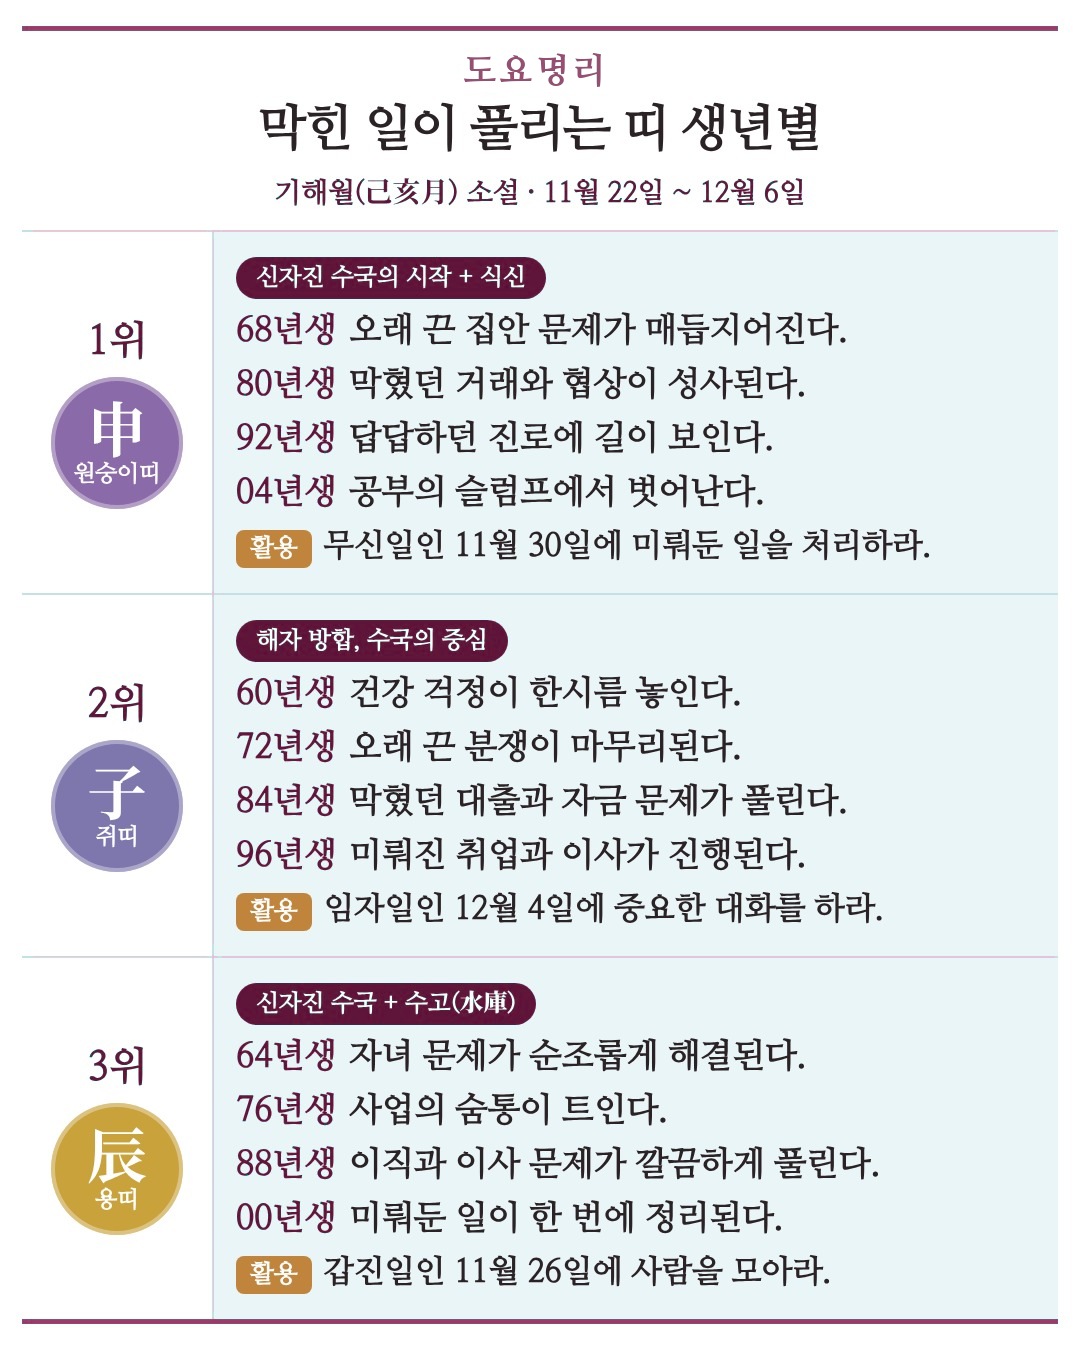 도요명리
막힌 일이 풀리는 띠 생년별
기해월(己亥月) 소설 · 11월 22일 ~ 12월 6일
1위
申
원숭이띠
신자진 수국의 시작 + 식신
68년생 오래 끈 집안 문제가 매듭지어진다.
80년생 막혔던 거래와 협상이 성사된다.
92년생 답답하던 진로에 길이 보인다.
04년생 공부의 슬럼프에서 벗어난다.
활용 무신일인 11월 30일에 미뤄둔 일을 처리하라.
2위
子
쥐띠
해자 방합, 수국의 중심
60년생 건강 걱정이 한시름 놓인다.
72년생 오래 끈 분쟁이 마무리된다.
84년생 막혔던 대출과 자금 문제가 풀린다.
96년생 미뤄진 취업과 이사가 진행된다.
활용 임자일인 12월 4일에 중요한 대화를 하라.
3위
辰
용띠
신자진 수국 + 수고(水庫)
64년생 자녀 문제가 순조롭게 해결된다.
76년생 사업의 숨통이 트인다.
88년생 이직과 이사 문제가 깔끔하게 풀린다.
00년생 미뤄둔 일이 한 번에 정리된다.
활용 갑진일인 11월 26일에 사람을 모아라.